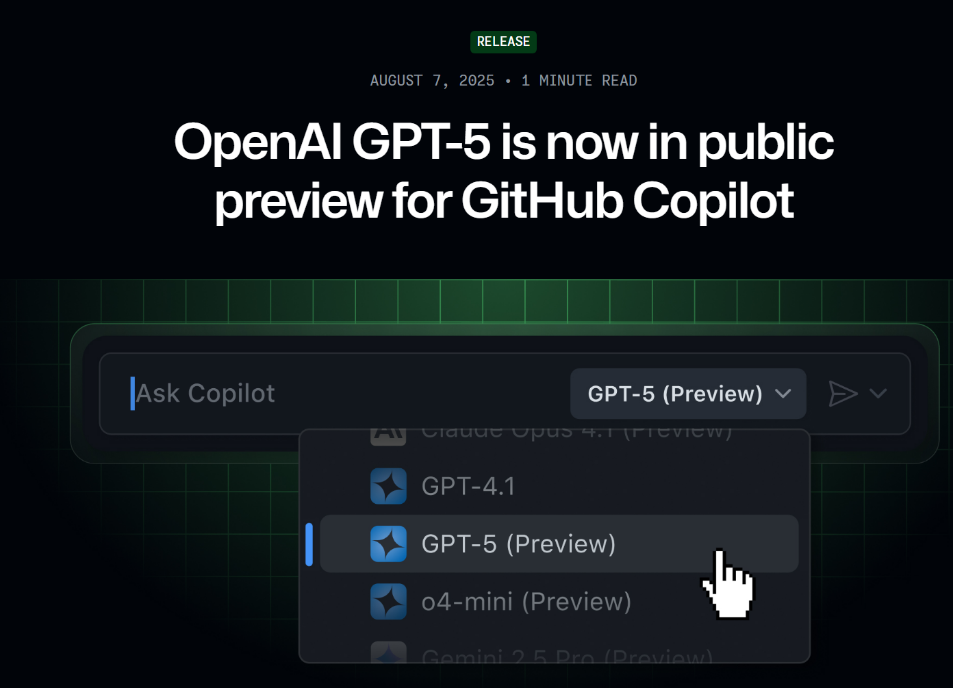 RELEASE
AUGUST 7, 2025 • 1 MINUTE READ
OpenAI GPT-5 is now in public
preview for GitHub Copilot
Ask Copilot
GPT-5 (Preview)
Claude Opus 4.1 (Preview)
GPT-4.1
GPT-5 (Preview)
o4-mini (Preview)
Gemini 2.5 Pro (Preview)